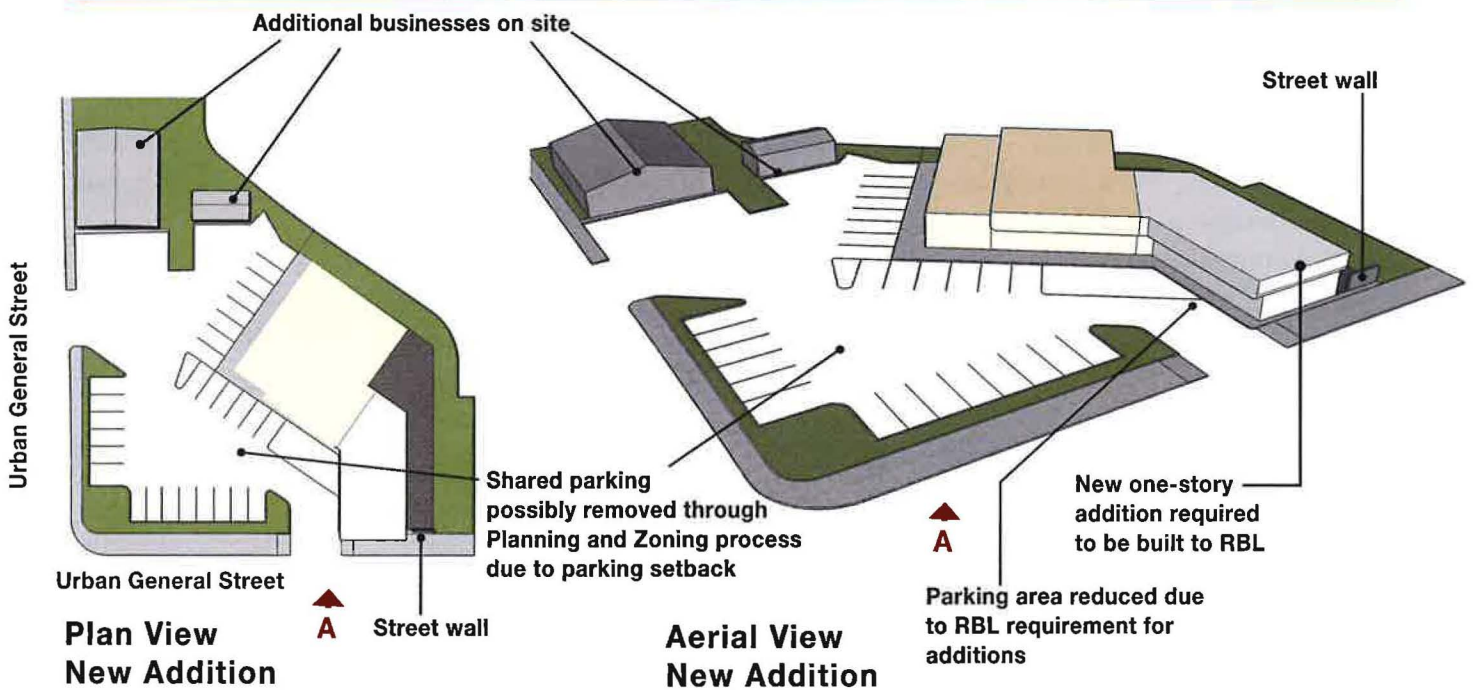 Additional businesses on site
Street wall
Urban General Street
Shared parking
possibly removed through
Planning and Zoning process
due to parking setback
New one-story
addition required
to be built to RBL
A
Parking area reduced due
to RBL requirement for
additions
Urban General Street
A
Street wall
Plan View
New Addition
Aerial View
New Addition